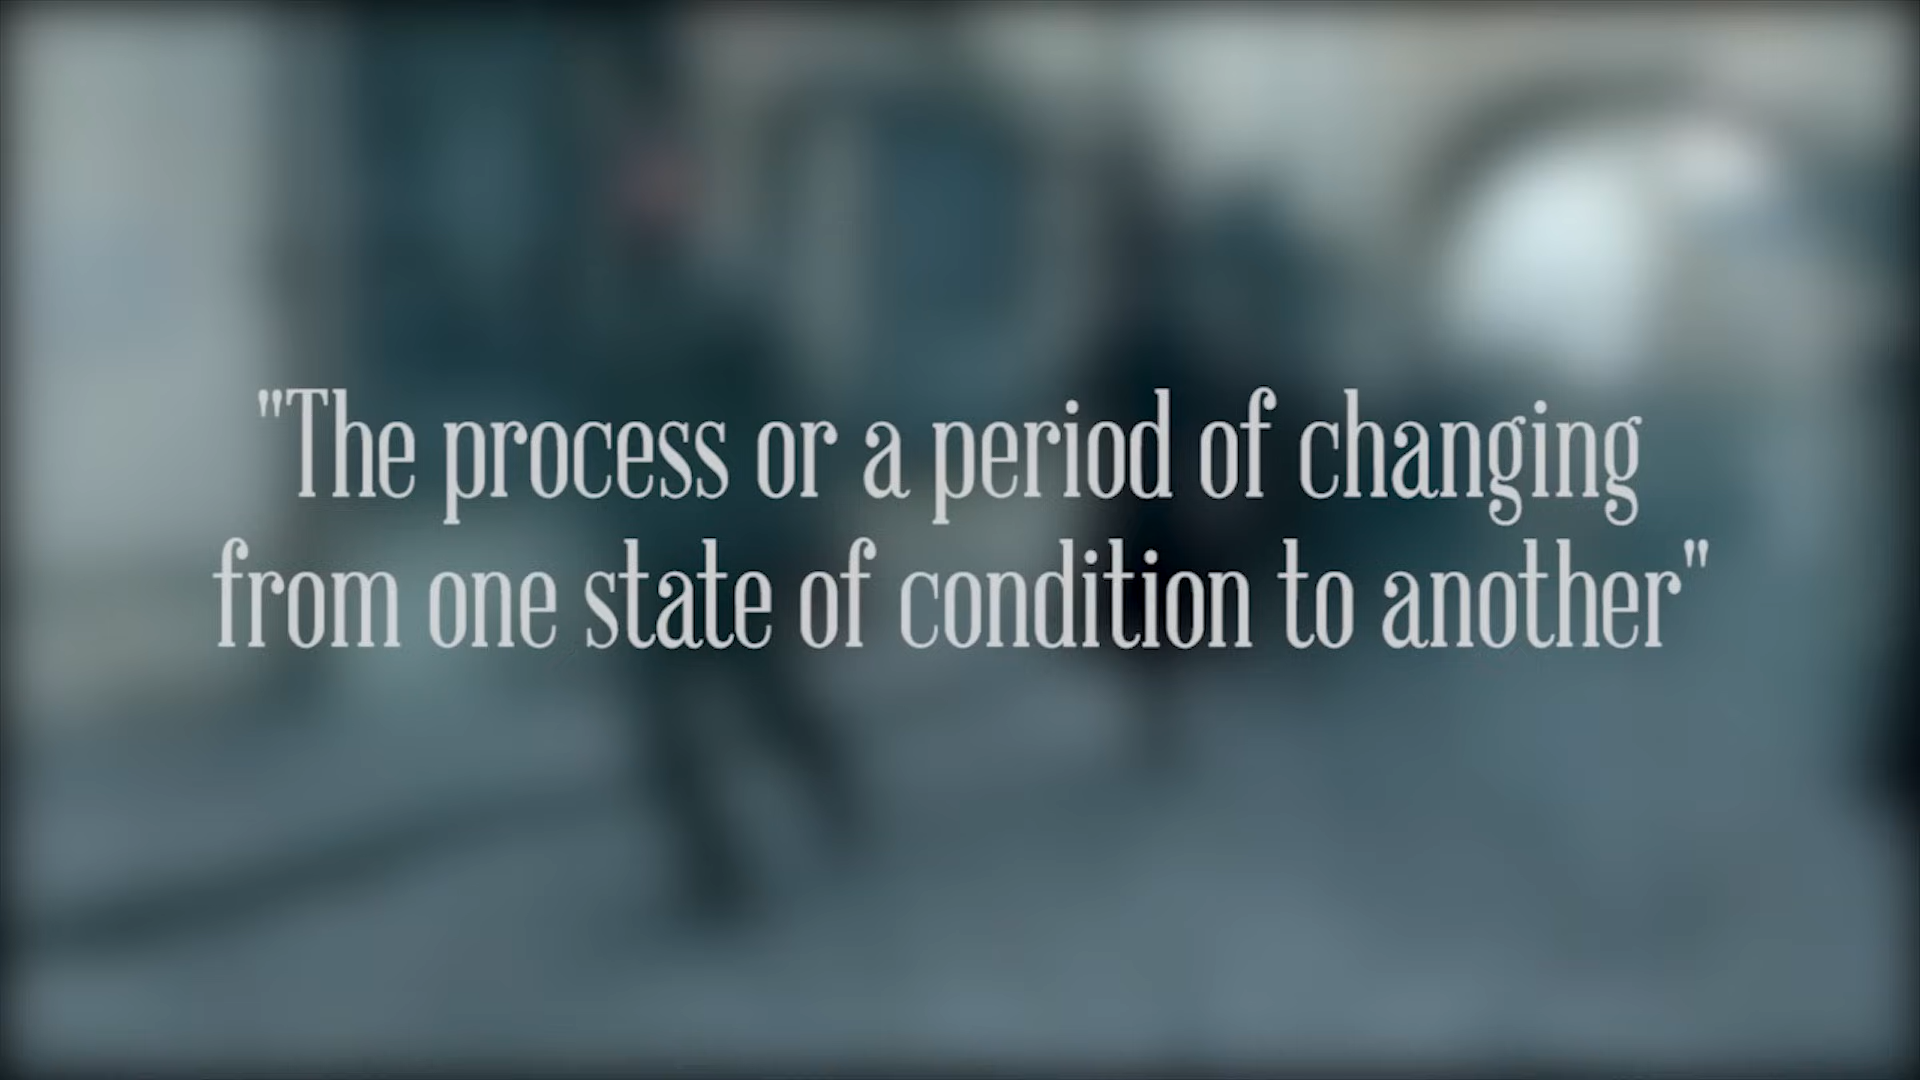 "The process or a period of changing
from one state of condition to another"